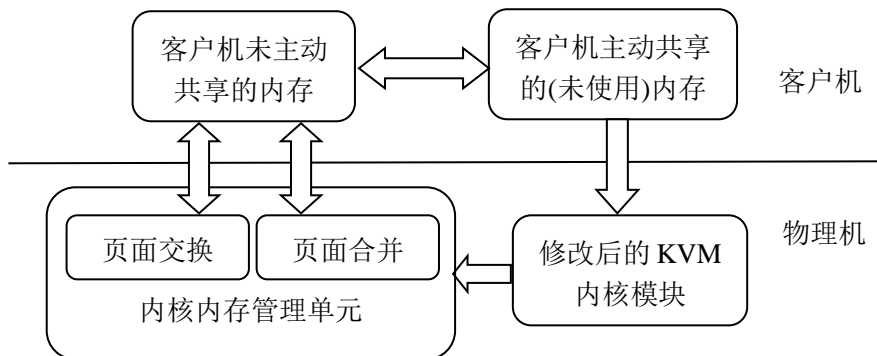 客户机未主动
共享的内存
客户机主动共享
的(未使用)内存
客户机
页面交换
页面合并
内核内存管理单元
修改后的 KVM
内核模块
物理机